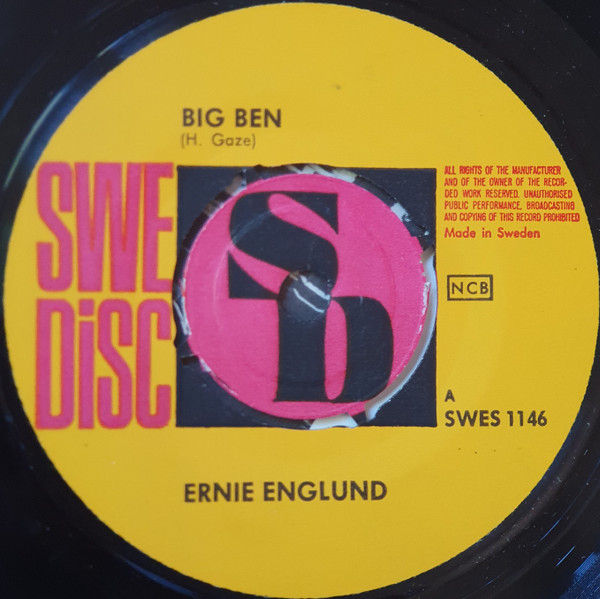 BIG BEN
(H. Gaze)
SWE
DiSC
SD
ALL RIGHTS OF THE MANUFACTURER
AND OF THE OWNER OF THE RECOR-
DED WORK RESERVED. UNAUTHORISED
PUBLIC PERFORMANCE, BROADCASTING
AND COPYING OF THIS RECORD PROHIBITED
Made in Sweden
NCB
A
SWES 1146
ERNIE ENGLUND